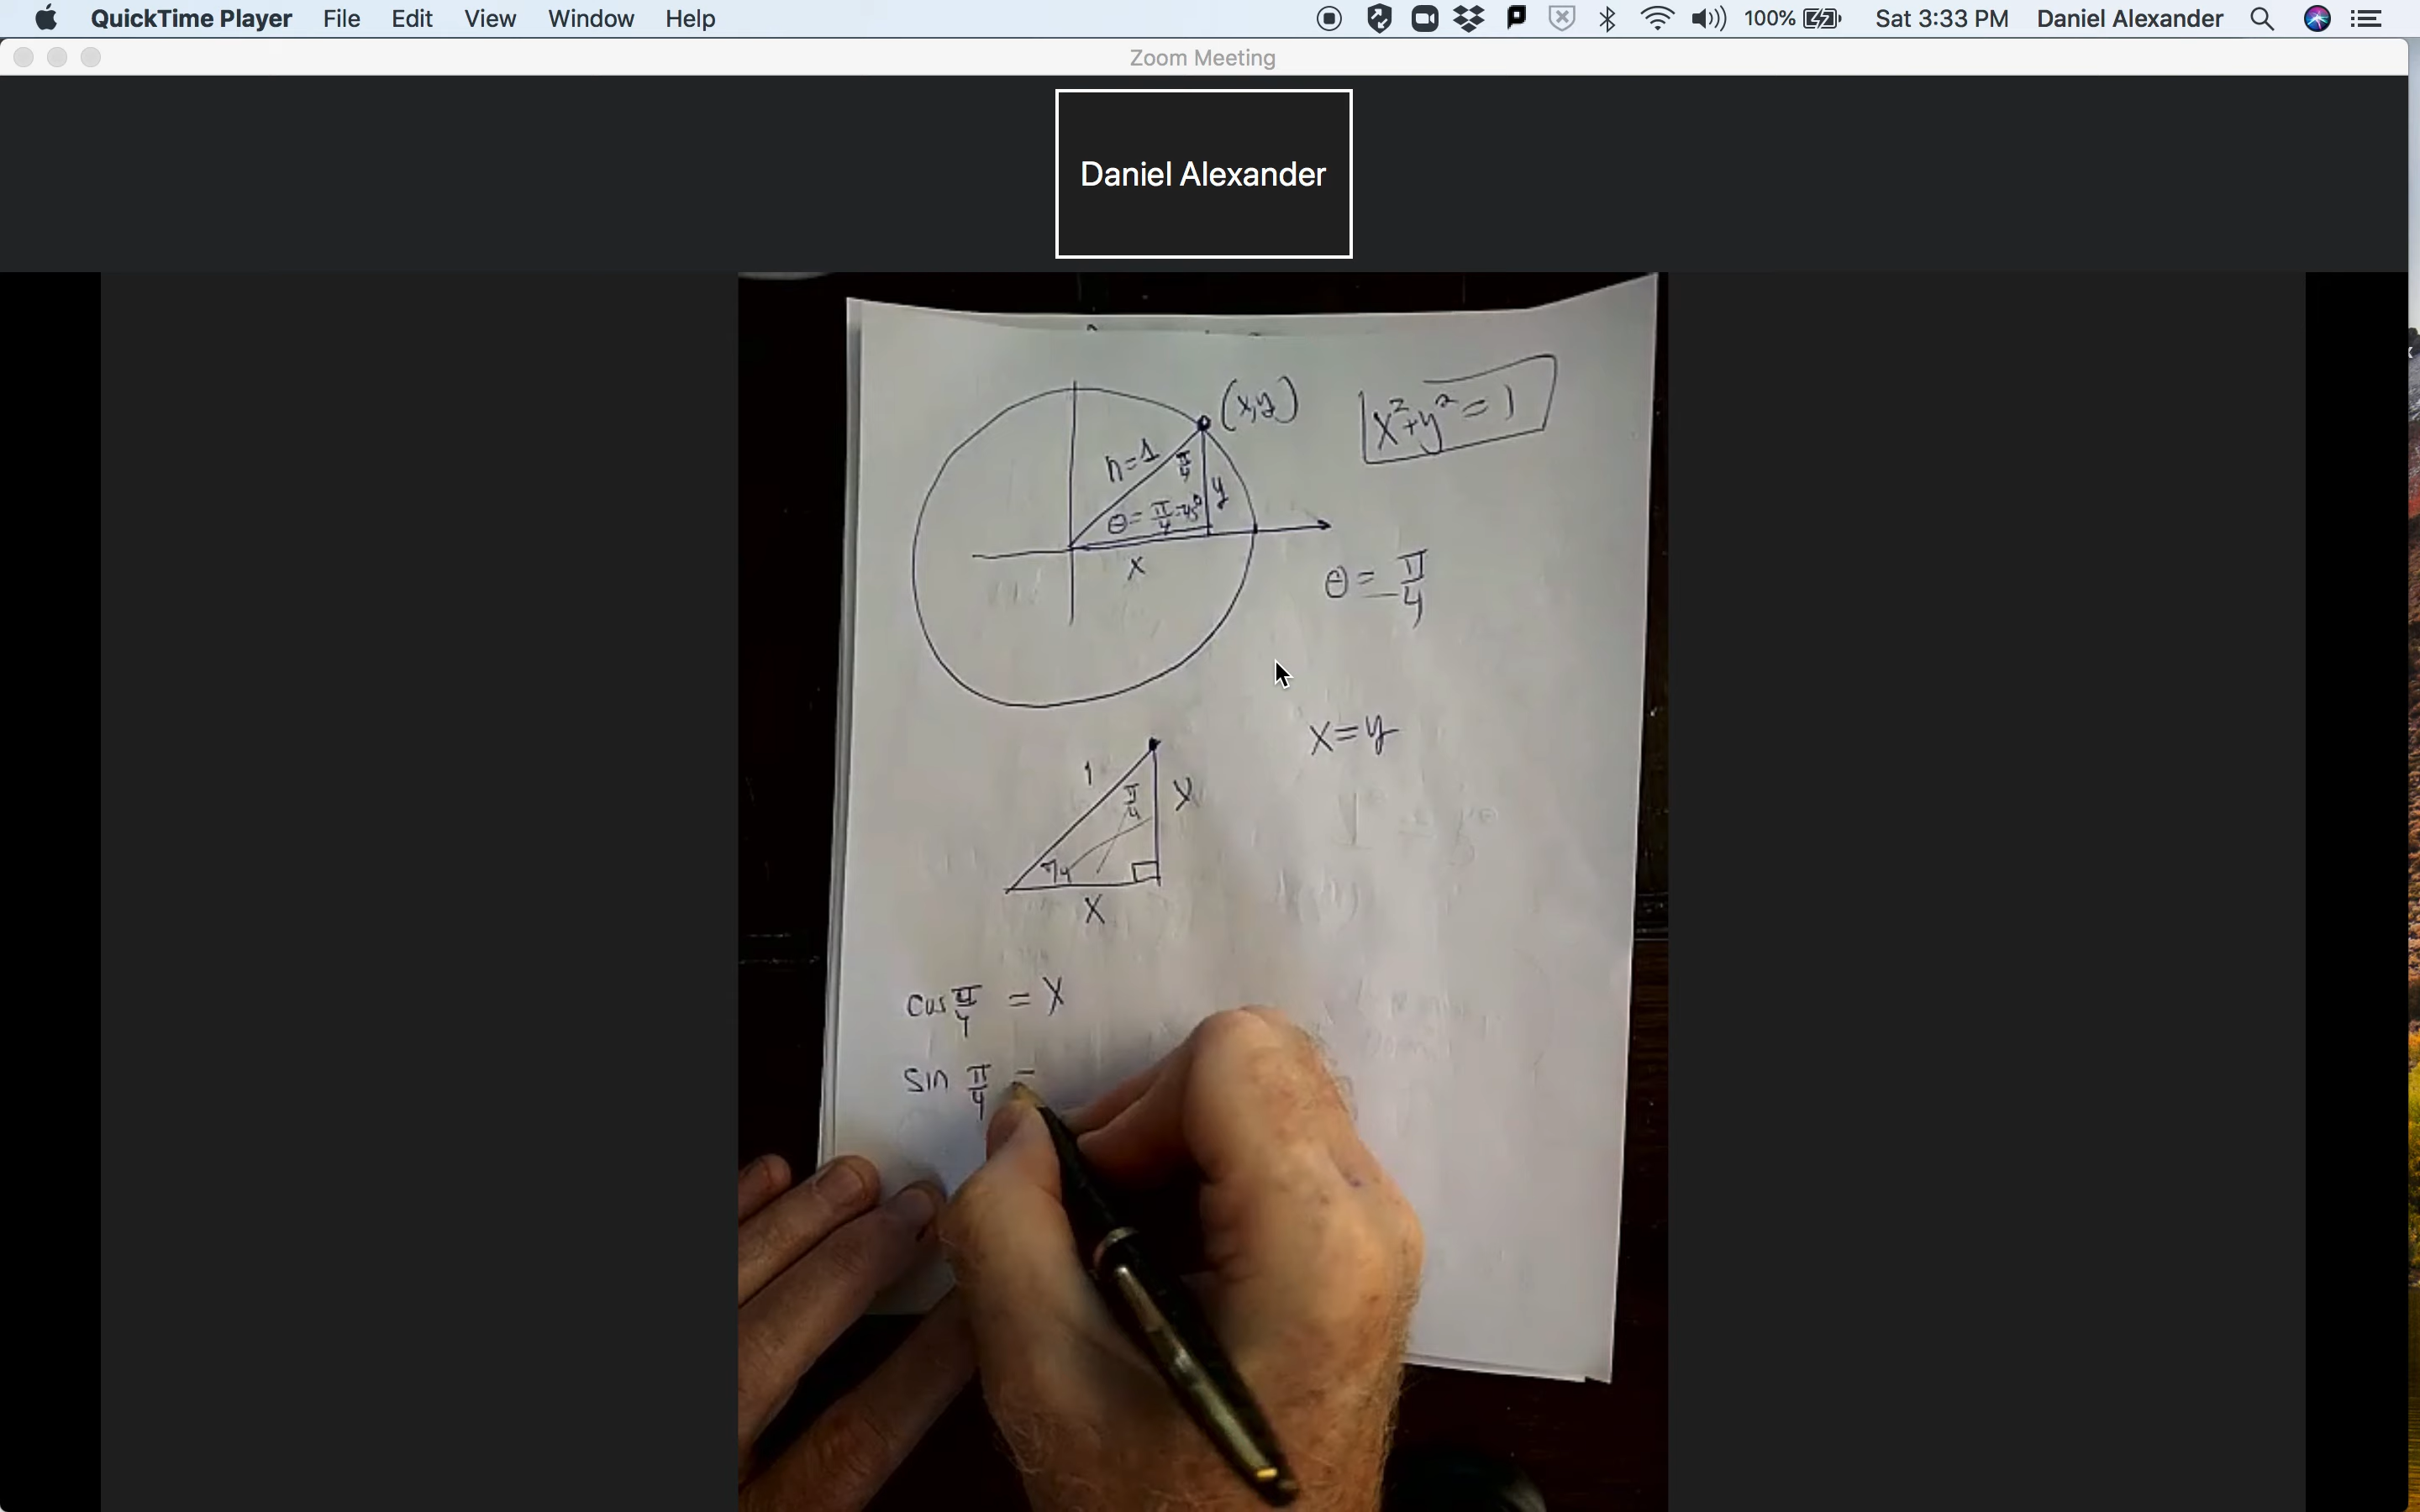 QuickTime Player File Edit View Window Help 100% Sat 3:33 PM Daniel Alexander
Zoom Meeting
Daniel Alexander
(x,y)
x²+y²=1
r=1
π/4
y
θ=π/4=45°
x
θ=π/4
x=y
1
π/4
X
π/4
X
cos π/4 = X
sin π/4 =